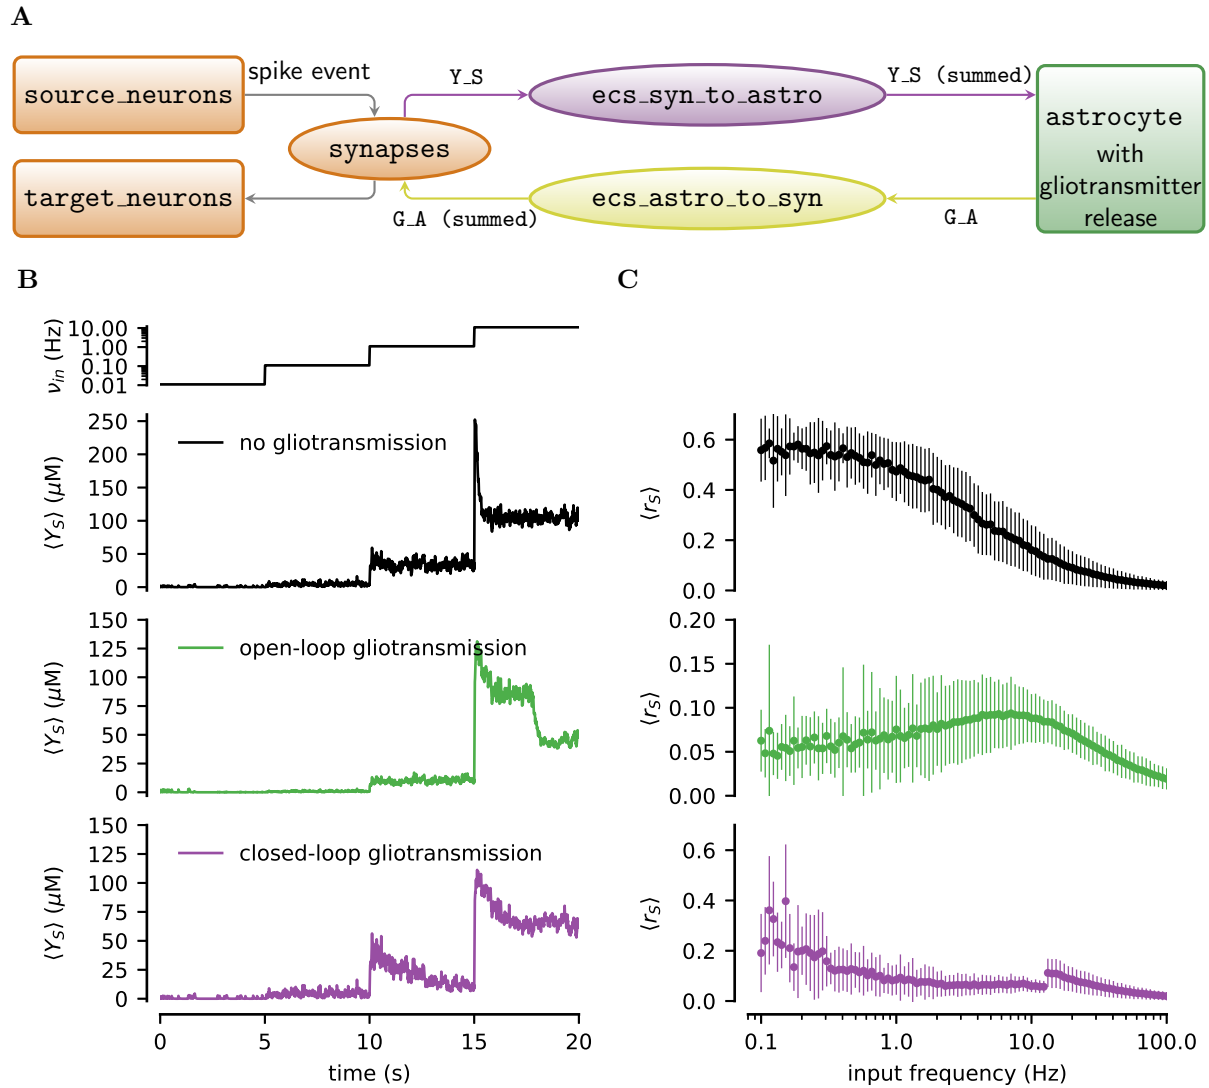 A
source_neurons
spike event
Y_S
ecs_syn_to_astro
Y_S (summed)
synapses
astrocyte
with
gliotransmitter
release
target_neurons
G_A (summed)
ecs_astro_to_syn
G_A
B
C
ν_in (Hz)
10.00
1.00
0.10
0.01
⟨Y_S⟩ (μM)
250
200
150
100
50
0
no gliotransmission
⟨r_S⟩
0.6
0.4
0.2
0.0
⟨Y_S⟩ (μM)
150
125
100
75
50
25
0
open-loop gliotransmission
⟨r_S⟩
0.20
0.15
0.10
0.05
0.00
⟨Y_S⟩ (μM)
150
125
100
75
50
25
0
closed-loop gliotransmission
⟨r_S⟩
0.6
0.4
0.2
0.0
0 5 10 15 20
time (s)
0.1 1.0 10.0 100.0
input frequency (Hz)